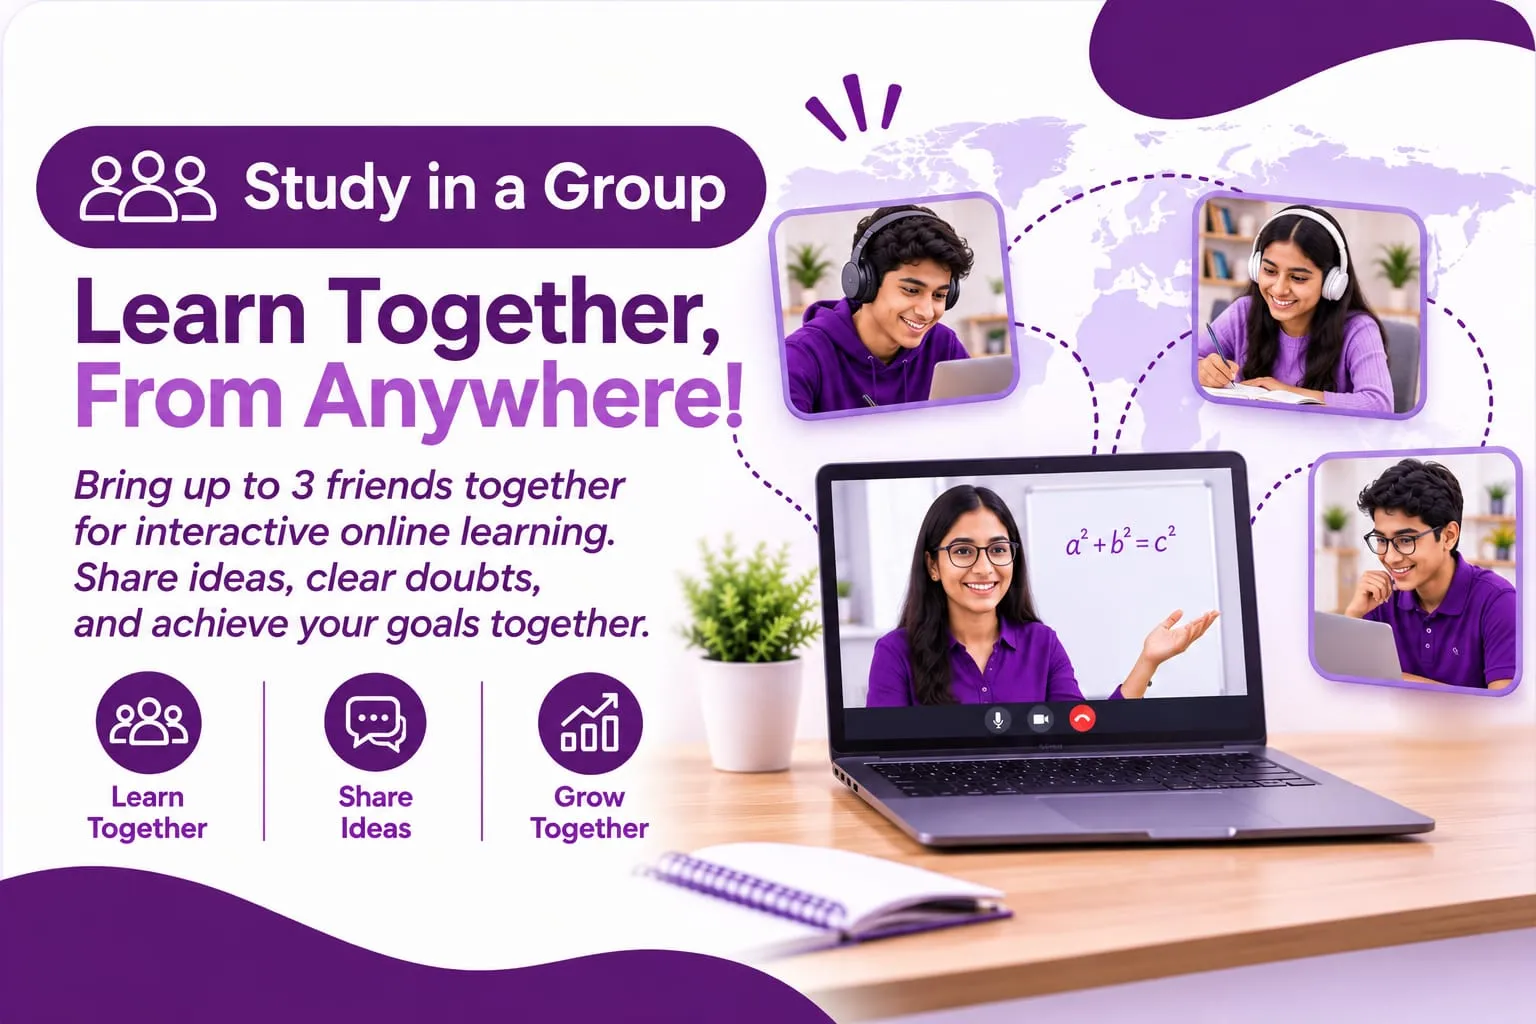 Study in a Group
Learn Together,
From Anywhere!
Bring up to 3 friends together
for interactive online learning.
Share ideas, clear doubts,
and achieve your goals together.
Learn
Together
Share
Ideas
Grow
Together
a² + b² = c²